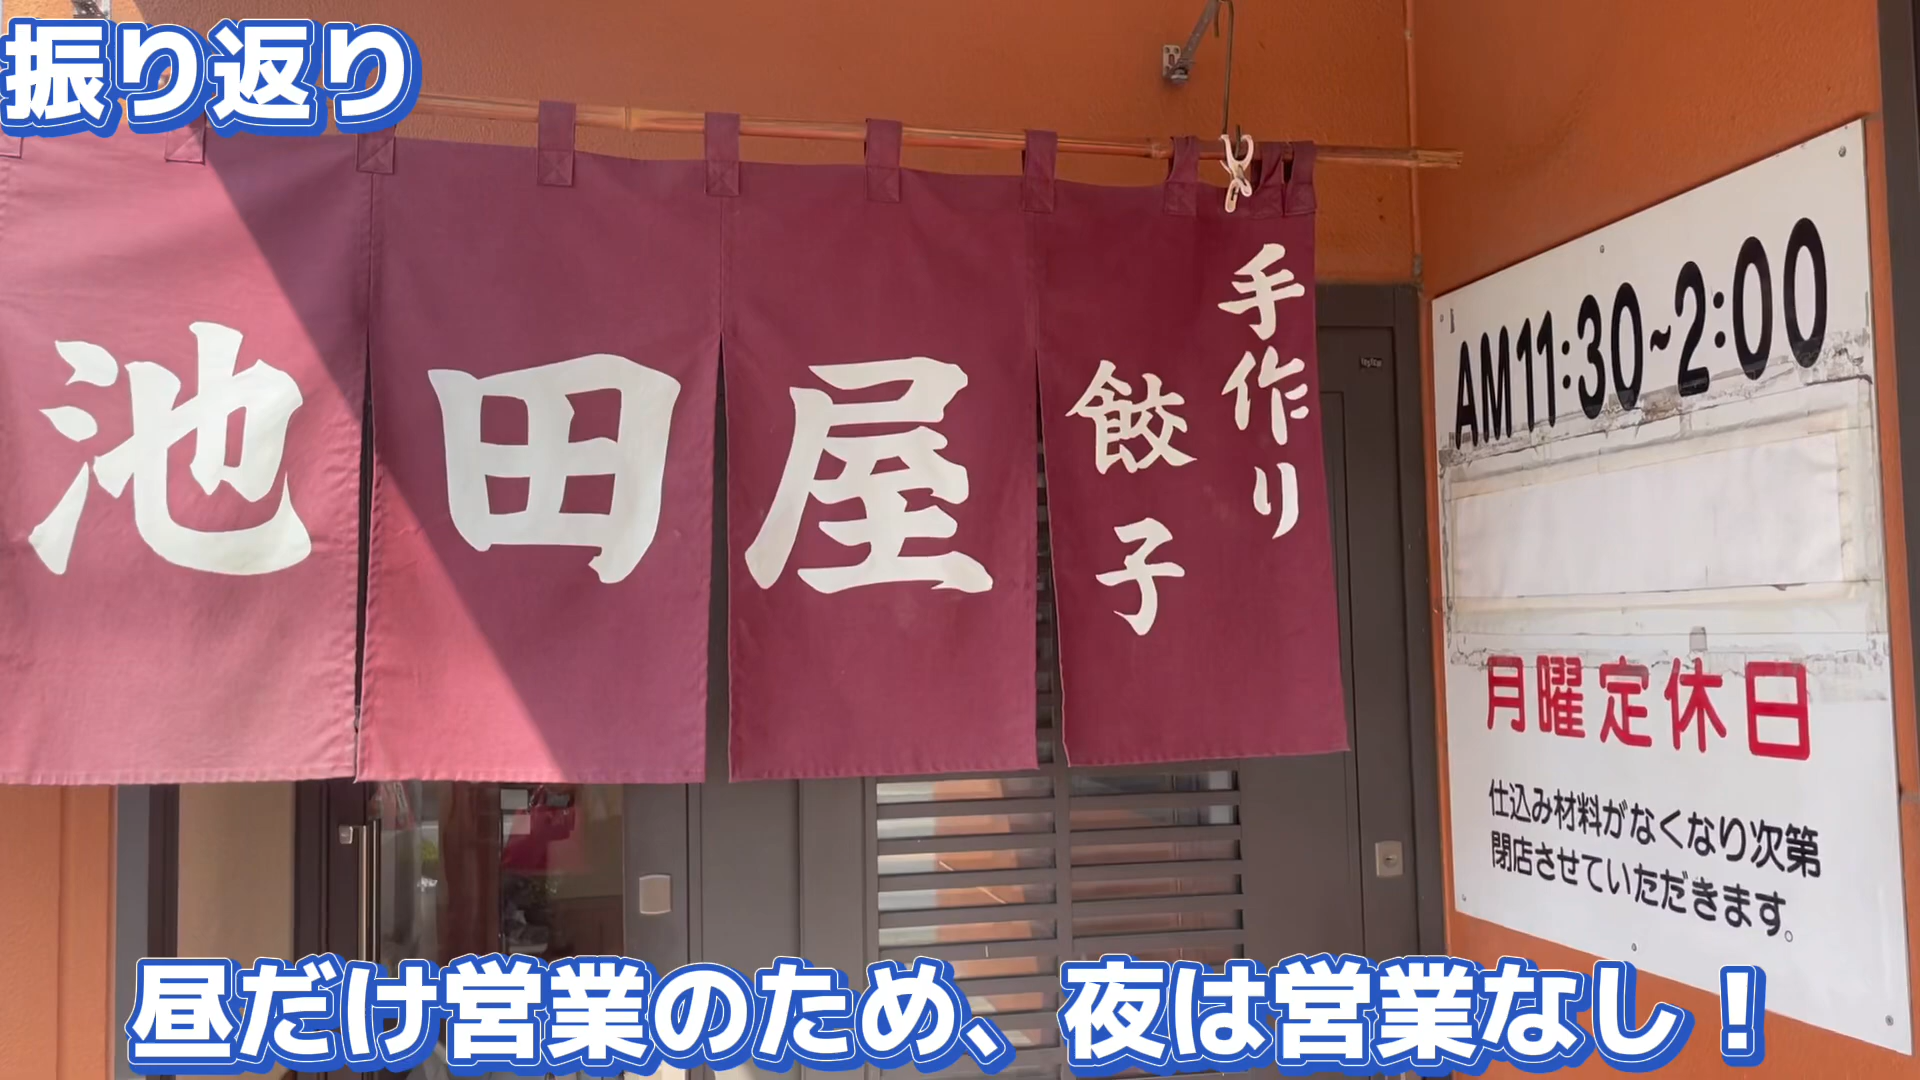 振り返り
池田屋
手作り
餃子
AM11:30~2:00
月曜定休日
仕込み材料がなくなり次第
閉店させていただきます。
昼だけ営業のため、夜は営業なし！